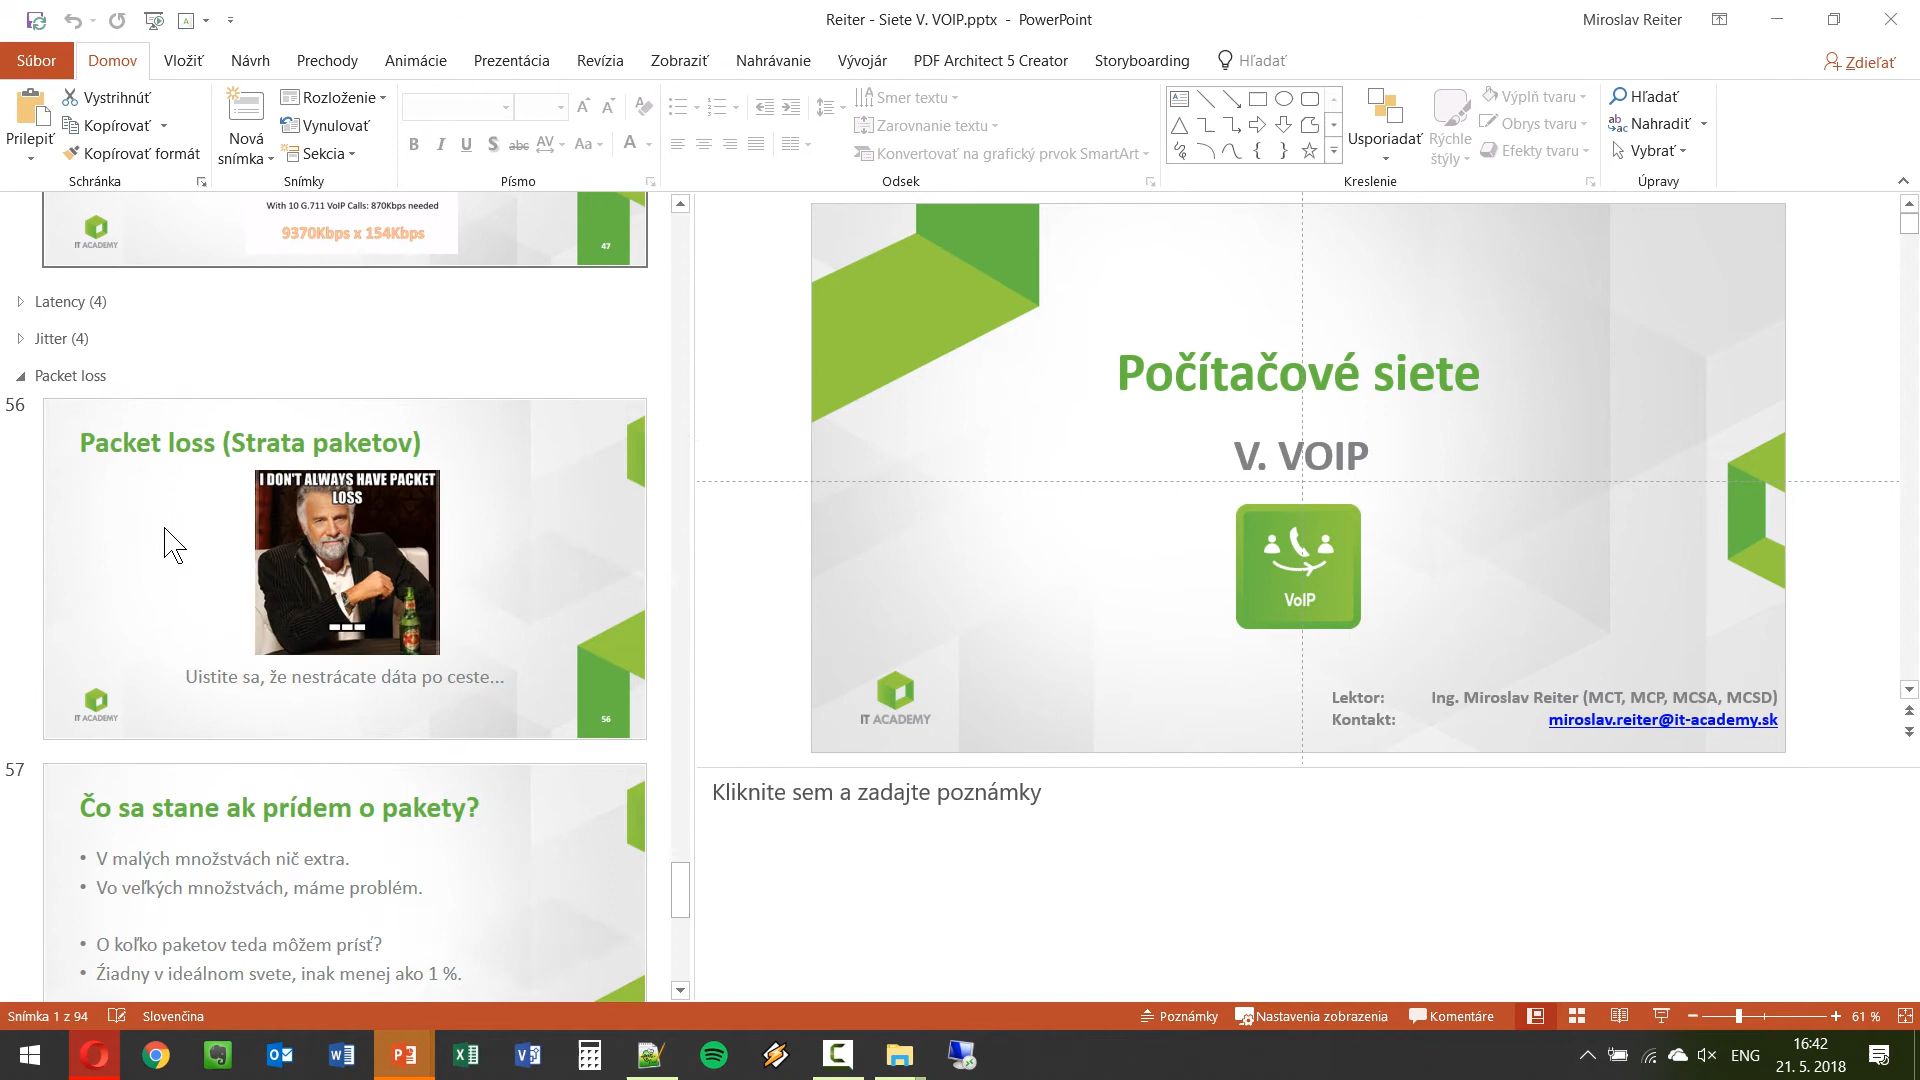 Reiter - Siete V. VOIP.pptx - PowerPoint
Miroslav Reiter
Súbor
Domov
Vložiť
Návrh
Prechody
Animácie
Prezentácia
Revízia
Zobraziť
Nahrávanie
Vývojár
PDF Architect 5 Creator
Storyboarding
Hľadať
Zdieľať
Prilepiť
Vystrihnúť
Kopírovať
Kopírovať formát
Schránka
Nová
snímka
Rozloženie
Vynulovať
Sekcia
Snímky
Písmo
Smer textu
Zarovnanie textu
Konvertovať na grafický prvok SmartArt
Odsek
Usporiadať
Rýchle
štýly
Výplň tvaru
Obrys tvaru
Efekty tvaru
Kreslenie
Hľadať
Nahradiť
Vybrať
Úpravy
With 10 G.711 VoIP Calls: 870Kbps needed
9370Kbps x 154Kbps
IT ACADEMY
47
Latency (4)
Jitter (4)
Packet loss
56
Packet loss (Strata paketov)
I DON'T ALWAYS HAVE PACKET
LOSS
Uistite sa, že nestrácate dáta po ceste...
IT ACADEMY
56
57
Čo sa stane ak prídem o pakety?
• V malých množstvách nič extra.
• Vo veľkých množstvách, máme problém.
• O koľko paketov teda môžem prísť?
• Źiadny v ideálnom svete, inak menej ako 1 %.
Počítačové siete
V. VOIP
VoIP
IT ACADEMY
Lektor: Ing. Miroslav Reiter (MCT, MCP, MCSA, MCSD)
Kontakt: miroslav.reiter@it-academy.sk
Kliknite sem a zadajte poznámky
Snímka 1 z 94
Slovenčina
Poznámky
Nastavenia zobrazenia
Komentáre
61 %
ENG
16:42
21. 5. 2018